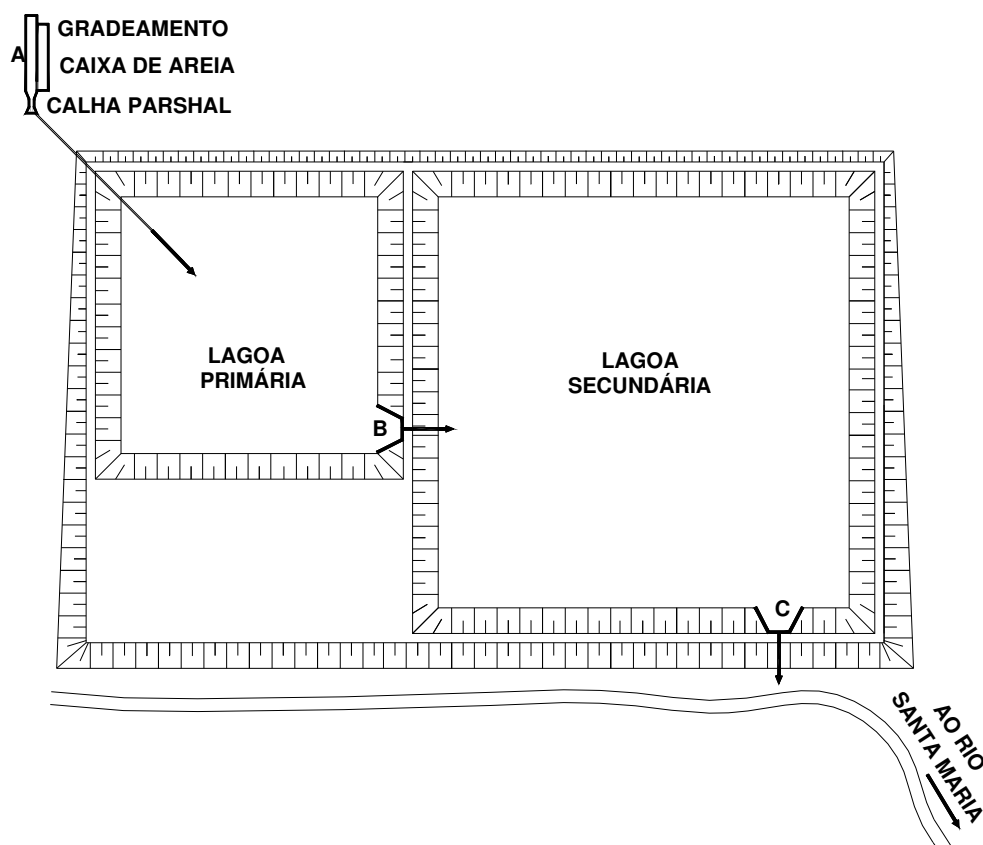 GRADEAMENTO
A
CAIXA DE AREIA
CALHA PARSHAL
LAGOA
PRIMÁRIA
LAGOA
SECUNDÁRIA
B
C
AO RIO
SANTA MARIA